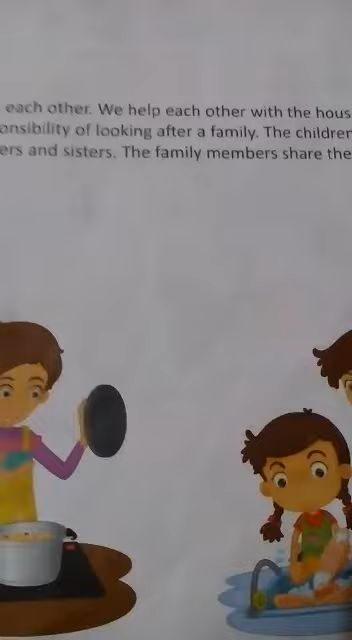 each other. We help each other with the hous
onsibility of looking after a family. The children
ers and sisters. The family members share the